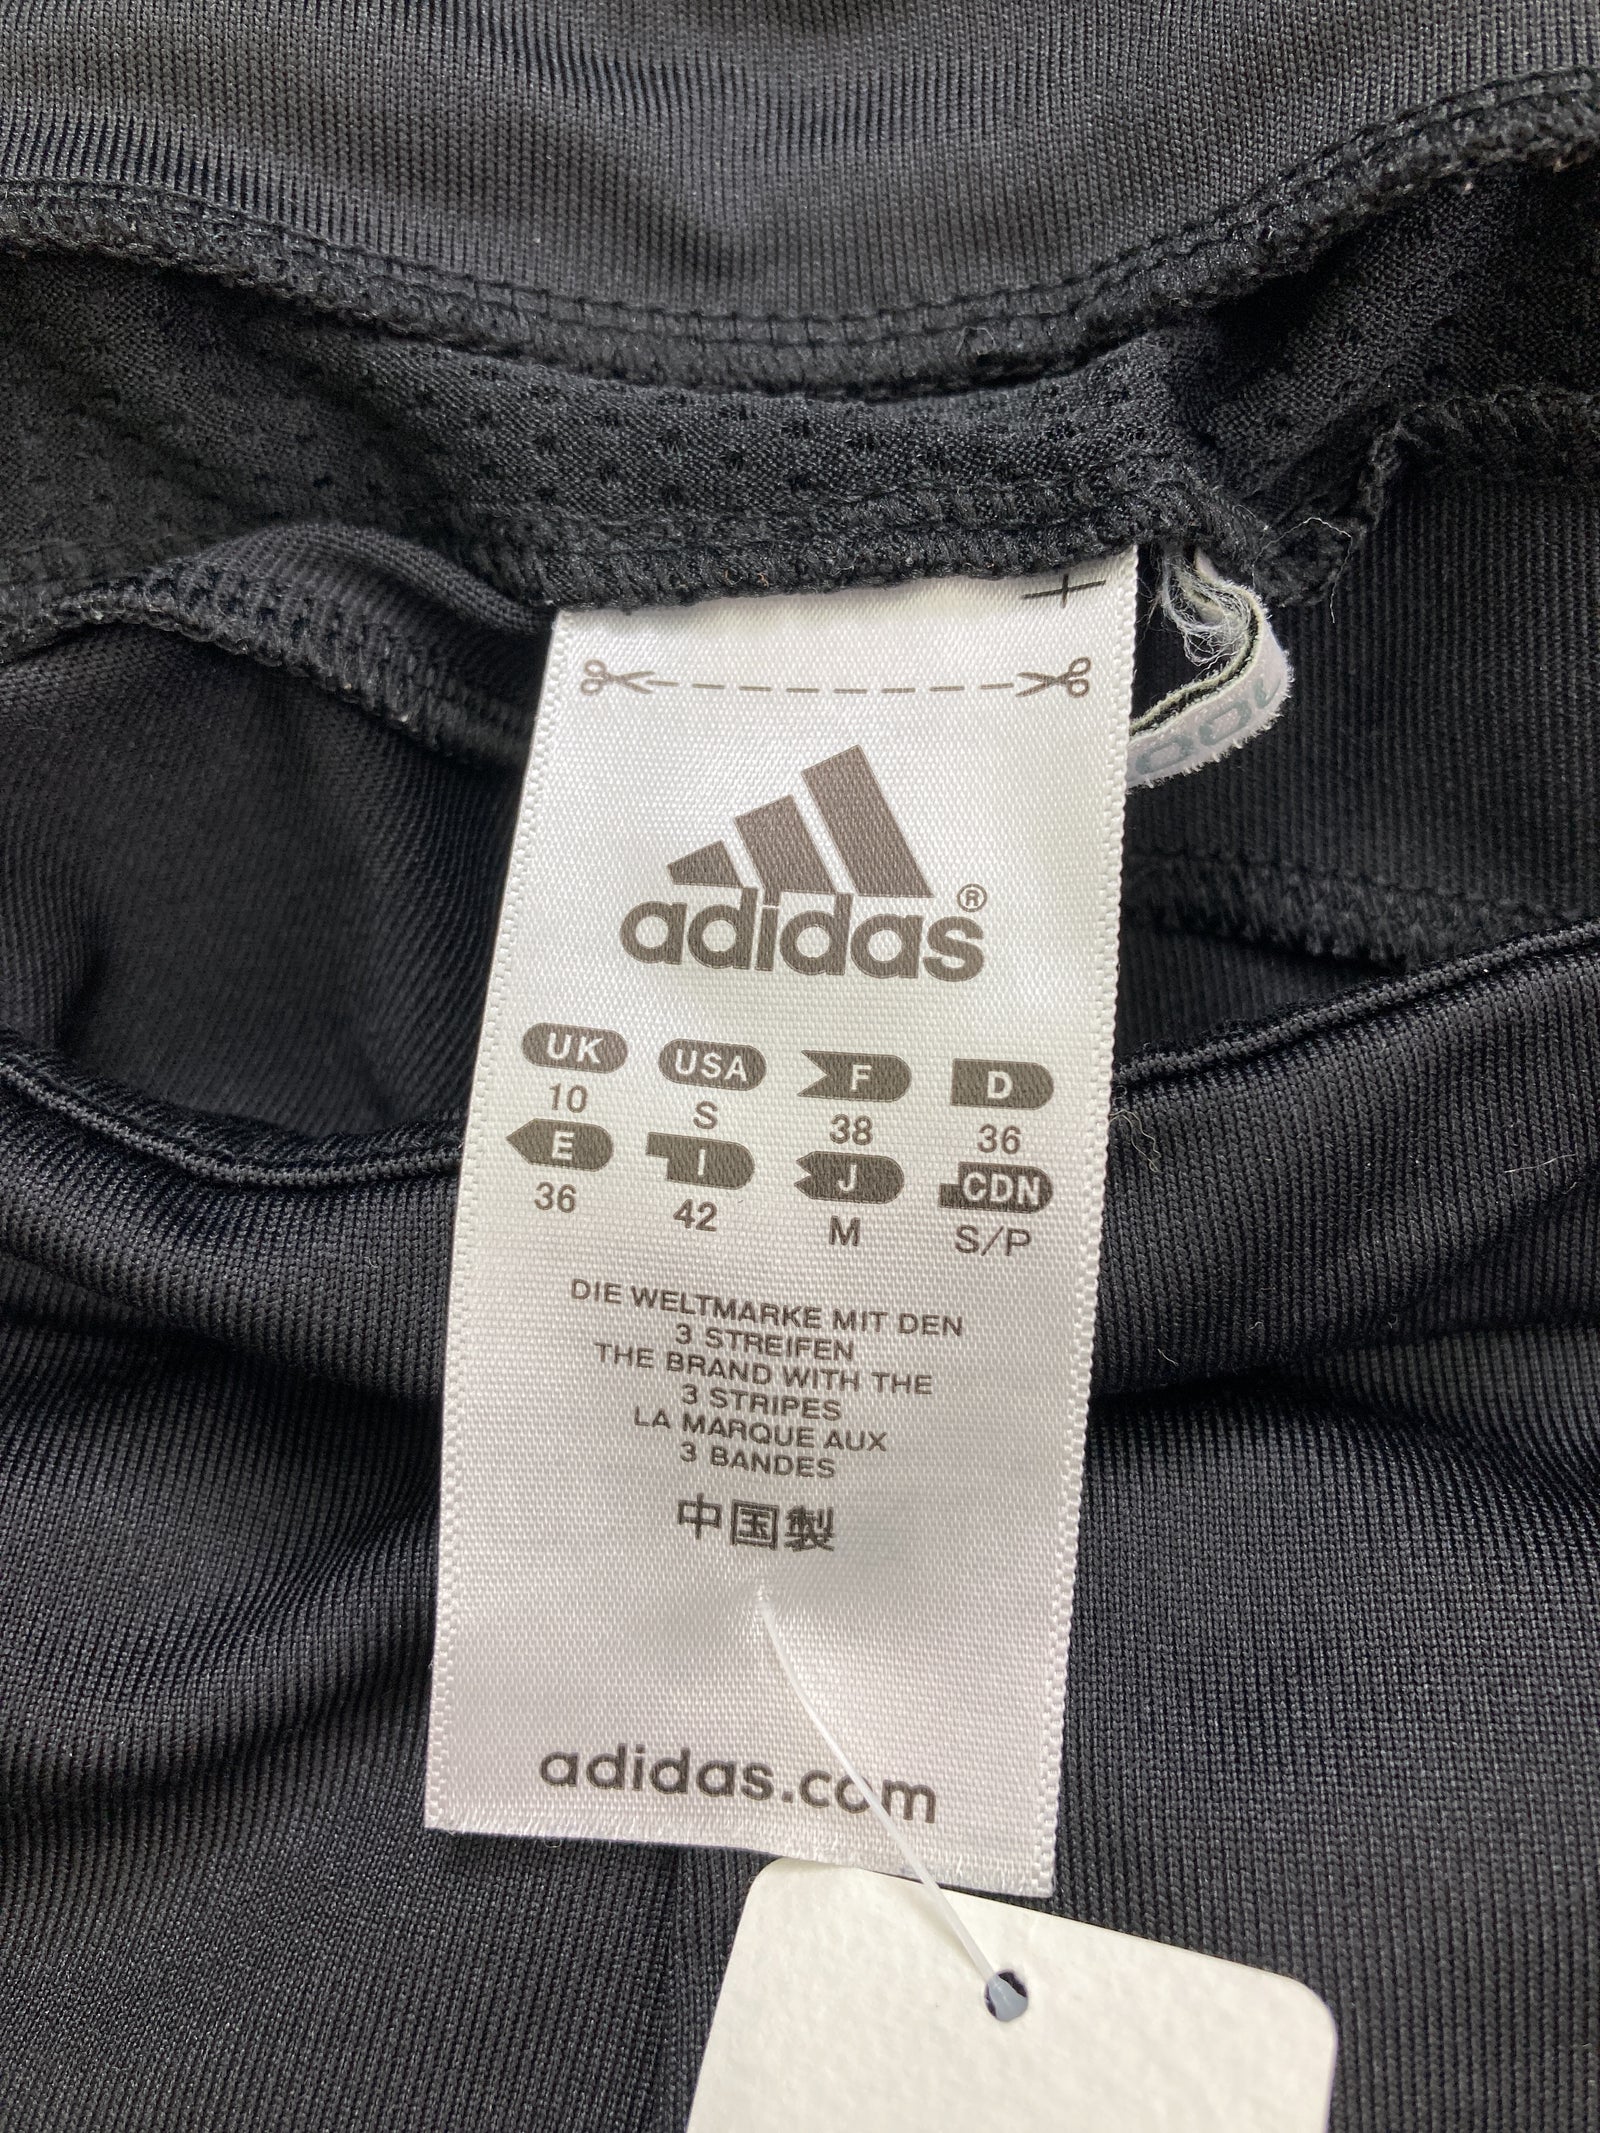 adidas®
UK USA F D
10 S 38 36
E I J CDN
36 42 M S/P
DIE WELTMARKE MIT DEN
3 STREIFEN
THE BRAND WITH THE
3 STRIPES
LA MARQUE AUX
3 BANDES
中国製
adidas.com